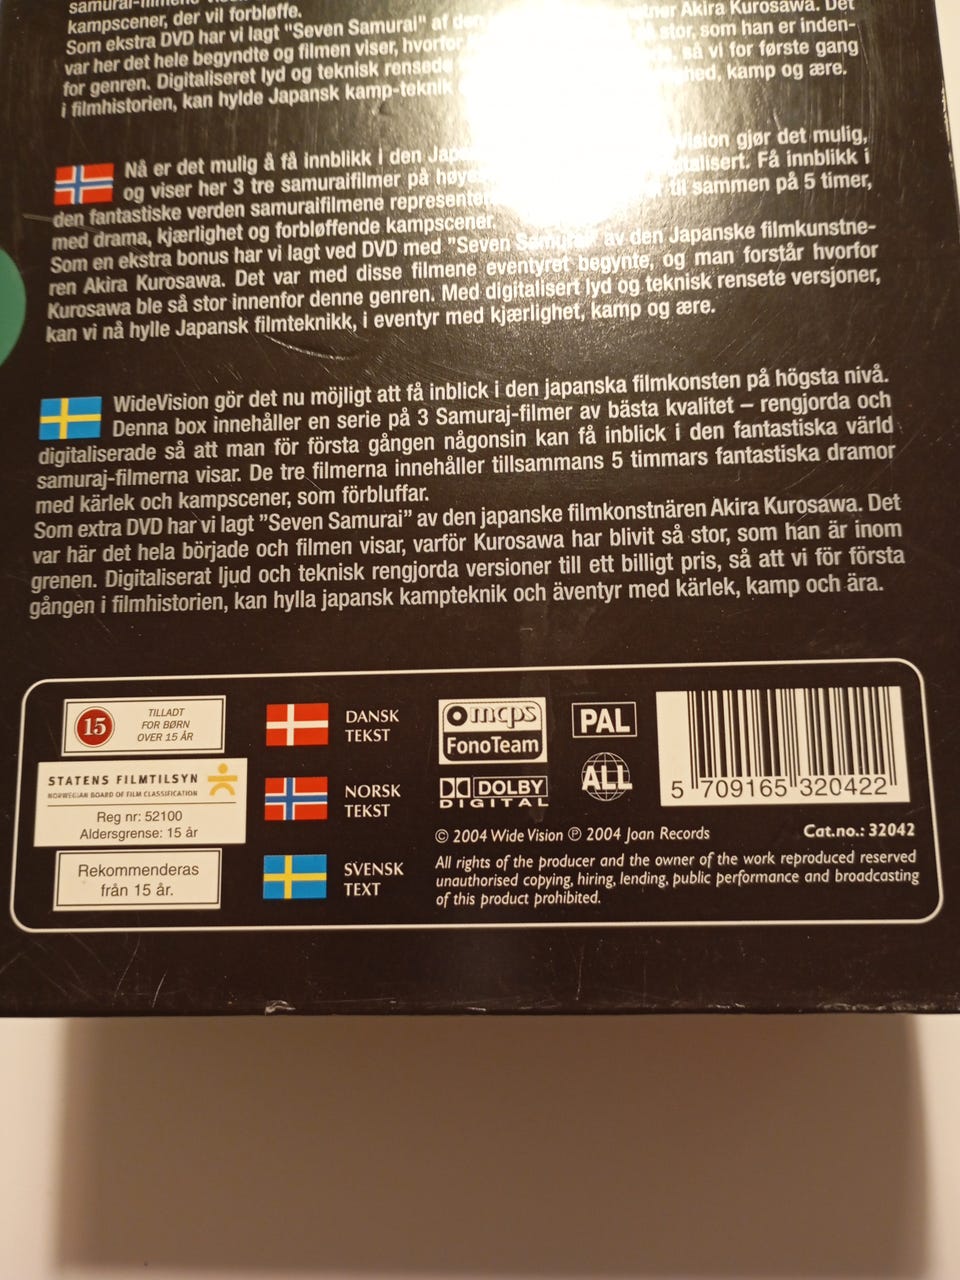 samurai-filmene
kampscener, der vil forbløffe.
Som ekstra DVD har vi lagt "Seven Samurai" af den Akira Kurosawa. Det
var her det hele begyndte og filmen viser, hvorfor stor, som han er inden-
for genren. Digitaliseret lyd og teknisk rensede så vi for første gang
i filmhistorien, kan hylde Japansk kamp-teknik kamp og ære.
Nå er det mulig å få innblikk i den gjør det mulig,
og viser her 3 tre samuraifilmer på Få innblikk i
den fantastiske verden samuraifilmene til sammen på 5 timer,
med drama, kjærlighet og forbløffende kampscener.
Som en ekstra bonus har vi lagt ved DVD med "Seven Samurai" av den Japanske filmkunstne-
ren Akira Kurosawa. Det var med disse filmene eventyret begynte, og man forstår hvorfor
Kurosawa ble så stor innenfor denne genren. Med digitalisert lyd og teknisk rensete versjoner,
kan vi nå hylle Japansk filmteknikk, i eventyr med kjærlighet, kamp og ære.
WideVision gör det nu möjligt att få inblick i den japanska filmkonsten på högsta nivå.
Denna box innehåller en serie på 3 Samuraj-filmer av bästa kvalitet – rengjorda och
digitaliserade så att man för första gången någonsin kan få inblick i den fantastiska värld
samuraj-filmerna visar. De tre filmerna innehåller tillsammans 5 timmars fantastiska dramor
med kärlek och kampscener, som förbluffar.
Som extra DVD har vi lagt "Seven Samurai" av den japanske filmkonstnären Akira Kurosawa. Det
var här det hela började och filmen visar, varför Kurosawa har blivit så stor, som han är inom
grenen. Digitaliserat ljud och teknisk rengjorda versioner till ett billigt pris, så att vi för första
gången i filmhistorien, kan hylla japansk kampteknik och äventyr med kärlek, kamp och ära.
15
TILLADT
FOR BØRN
OVER 15 ÅR
STATENS FILMTILSYN
NORWEGIAN BOARD OF FILM CLASSIFICATION
Reg nr: 52100
Aldersgrense: 15 år
Rekommenderas
från 15 år.
DANSK
TEKST
NORSK
TEKST
SVENSK
TEXT
mcps
FonoTeam
DOLBY
DIGITAL
PAL
ALL
5 709165 320422
© 2004 Wide Vision ℗ 2004 Joan Records
Cat.no.: 32042
All rights of the producer and the owner of the work reproduced reserved
unauthorised copying, hiring, lending, public performance and broadcasting
of this product prohibited.